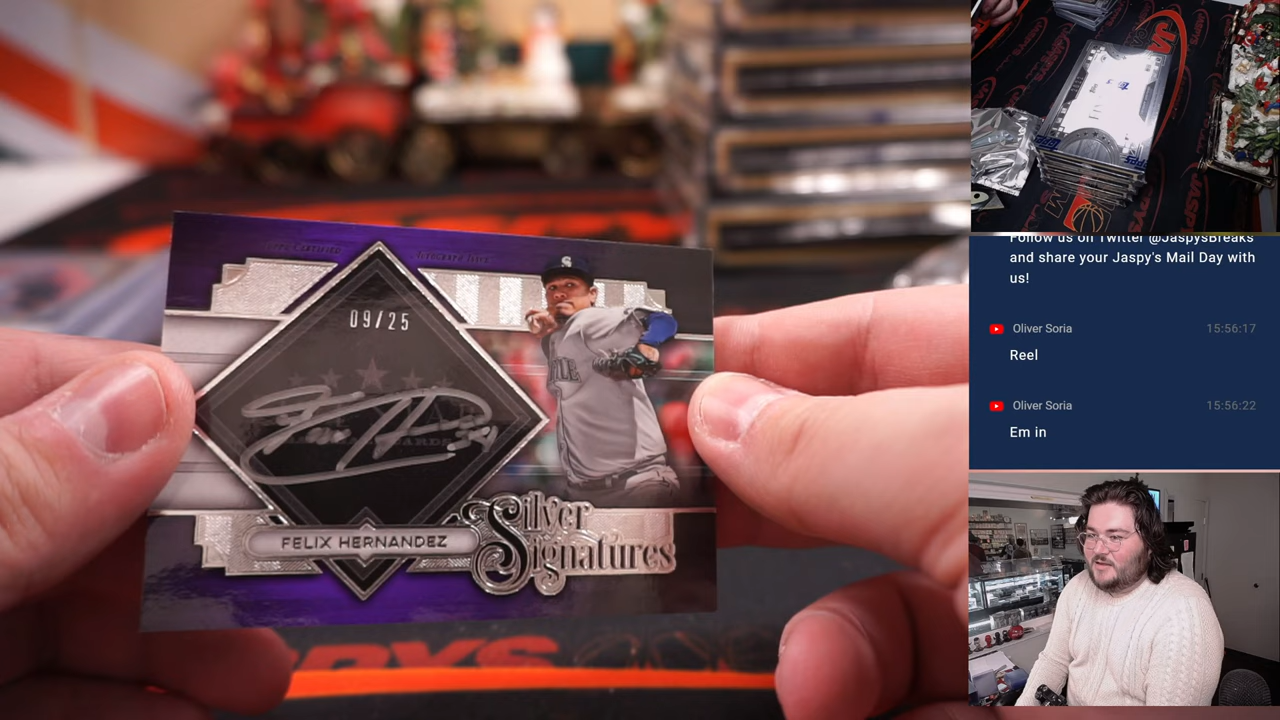 09/25
FELIX HERNANDEZ
Silver
Signatures
JASPYS
Follow us on Twitter @JaspysBreaks
and share your Jaspy's Mail Day with
us!
Oliver Soria 15:56:17
Reel
Oliver Soria 15:56:22
Em in